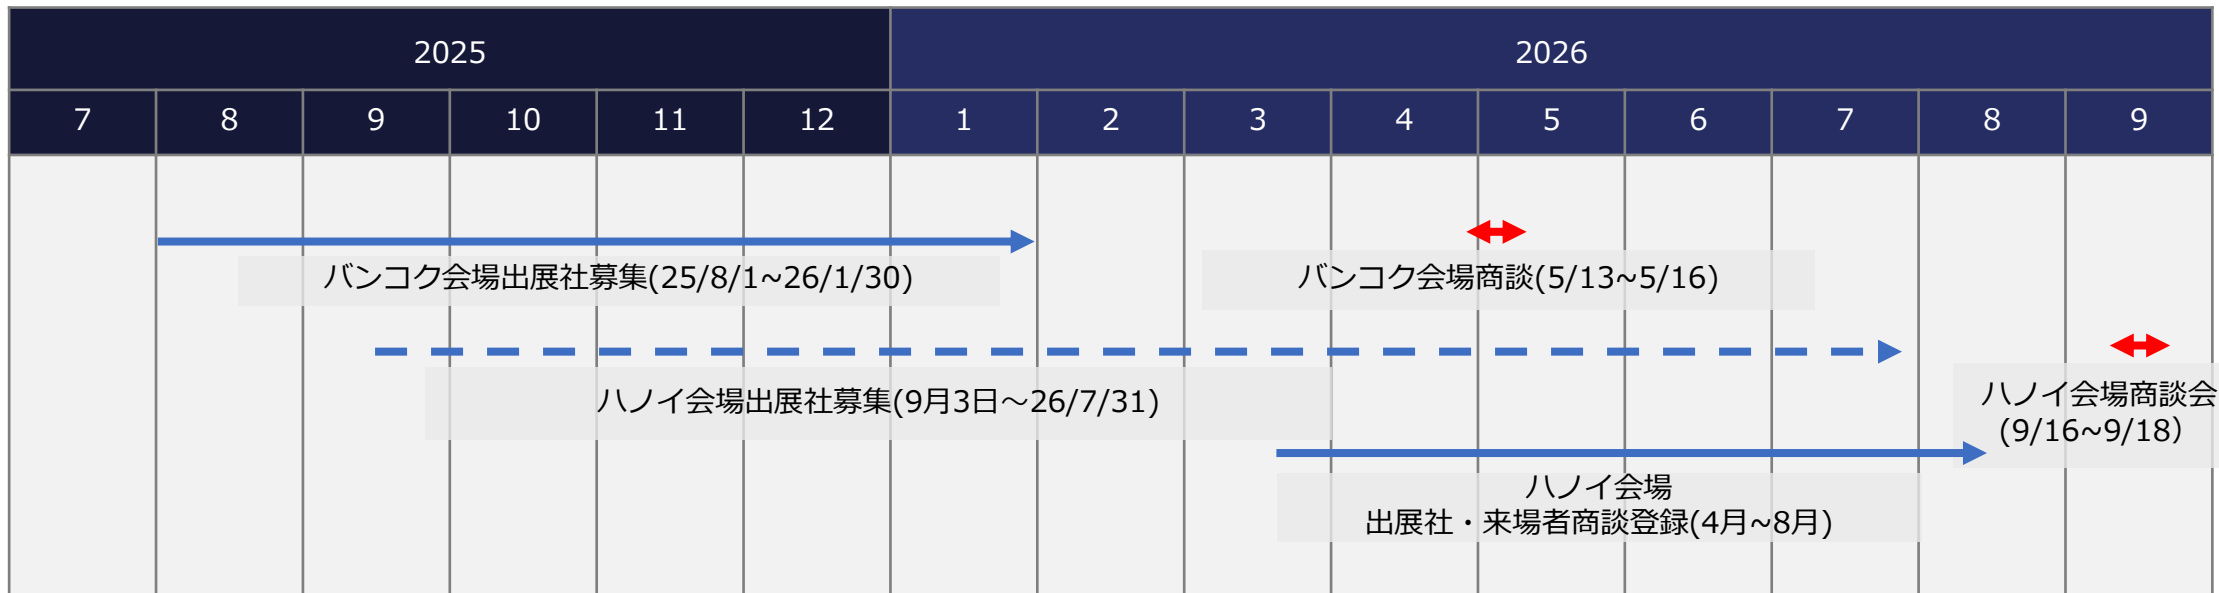 2025
2026
7 8 9 10 11 12 1 2 3 4 5 6 7 8 9
バンコク会場出展社募集(25/8/1~26/1/30)
バンコク会場商談(5/13~5/16)
ハノイ会場出展社募集(9月3日～26/7/31)
ハノイ会場商談会
(9/16~9/18）
ハノイ会場
出展社・来場者商談登録(4月~8月)